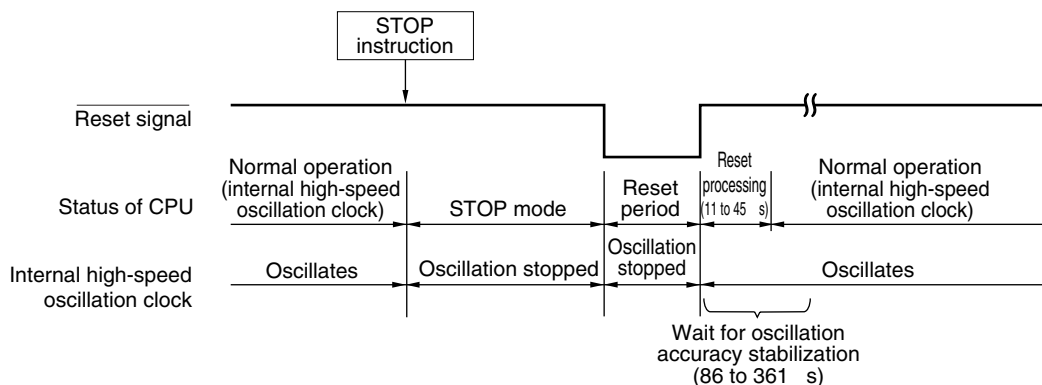 STOP
instruction
Reset signal
Normal operation
(internal high-speed
oscillation clock)
Status of CPU
STOP mode
Reset
period
Reset
processing
(11 to 45 s)
Normal operation
(internal high-speed
oscillation clock)
Internal high-speed
oscillation clock
Oscillates
Oscillation stopped
Oscillation
stopped
Oscillates
Wait for oscillation
accuracy stabilization
(86 to 361 s)